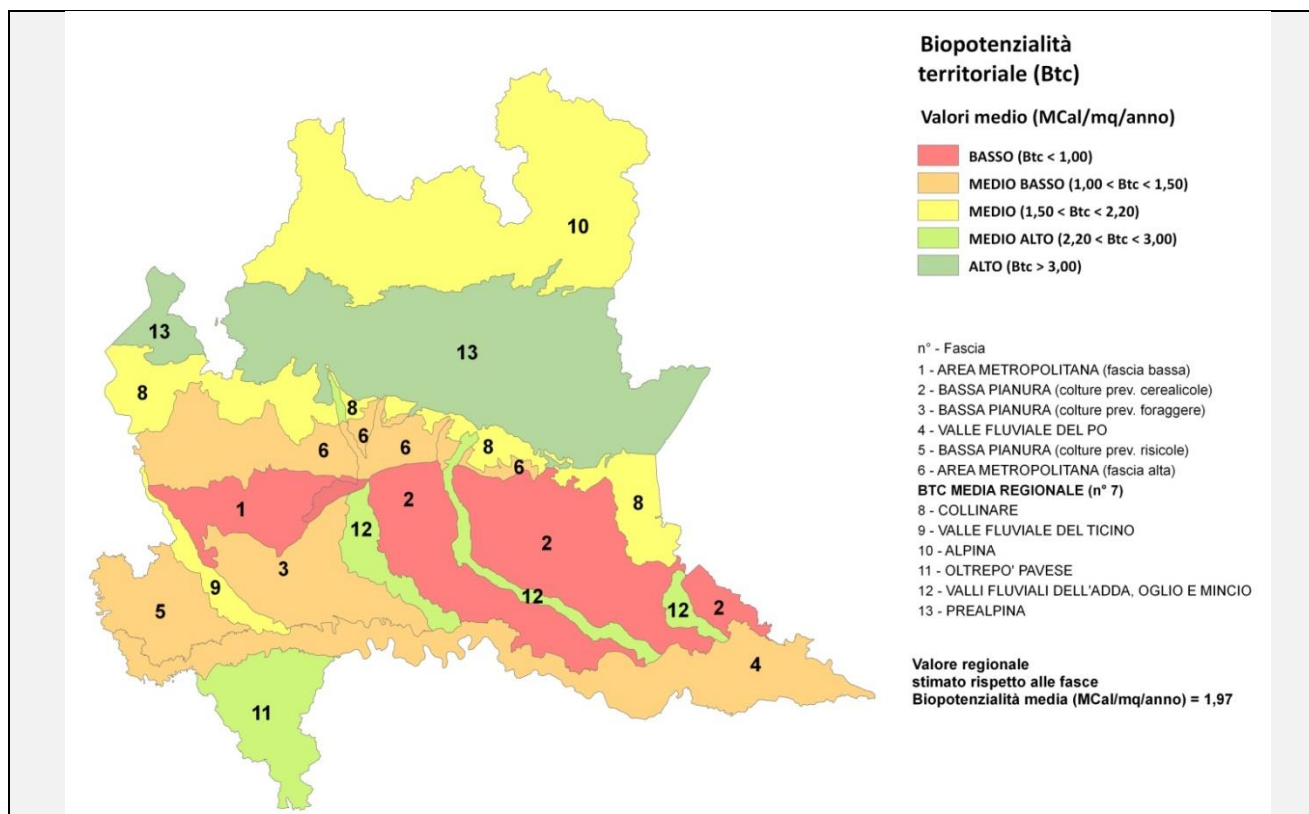 Biopotenzialità
territoriale (Btc)
Valori medio (MCal/mq/anno)
BASSO (Btc < 1,00)
MEDIO BASSO (1,00 < Btc < 1,50)
MEDIO (1,50 < Btc < 2,20)
MEDIO ALTO (2,20 < Btc < 3,00)
ALTO (Btc > 3,00)
n° - Fascia
1 - AREA METROPOLITANA (fascia bassa)
2 - BASSA PIANURA (colture prev. cerealicole)
3 - BASSA PIANURA (colture prev. foraggere)
4 - VALLE FLUVIALE DEL PO
5 - BASSA PIANURA (colture prev. risicole)
6 - AREA METROPOLITANA (fascia alta)
BTC MEDIA REGIONALE (n° 7)
8 - COLLINARE
9 - VALLE FLUVIALE DEL TICINO
10 - ALPINA
11 - OLTREPO' PAVESE
12 - VALLI FLUVIALI DELL'ADDA, OGLIO E MINCIO
13 - PREALPINA
Valore regionale
stimato rispetto alle fasce
Biopotenzialità media (MCal/mq/anno) = 1,97
10
13
13
8
8
6
6
6
8
6
8
1
2
12
2
3
9
5
12
12
2
4
11